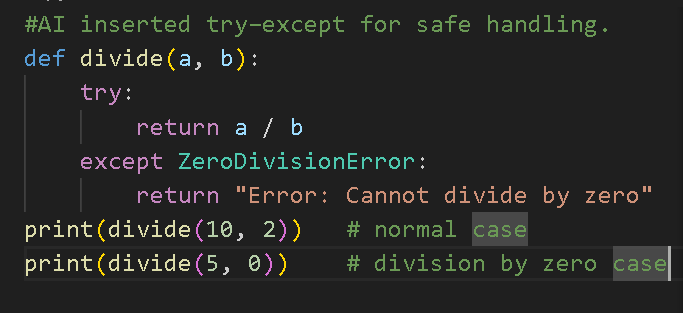 #AI inserted try-except for safe handling.
def divide(a, b):
    try:
        return a / b
    except ZeroDivisionError:
        return "Error: Cannot divide by zero"
print(divide(10, 2))   # normal case
print(divide(5, 0))    # division by zero case